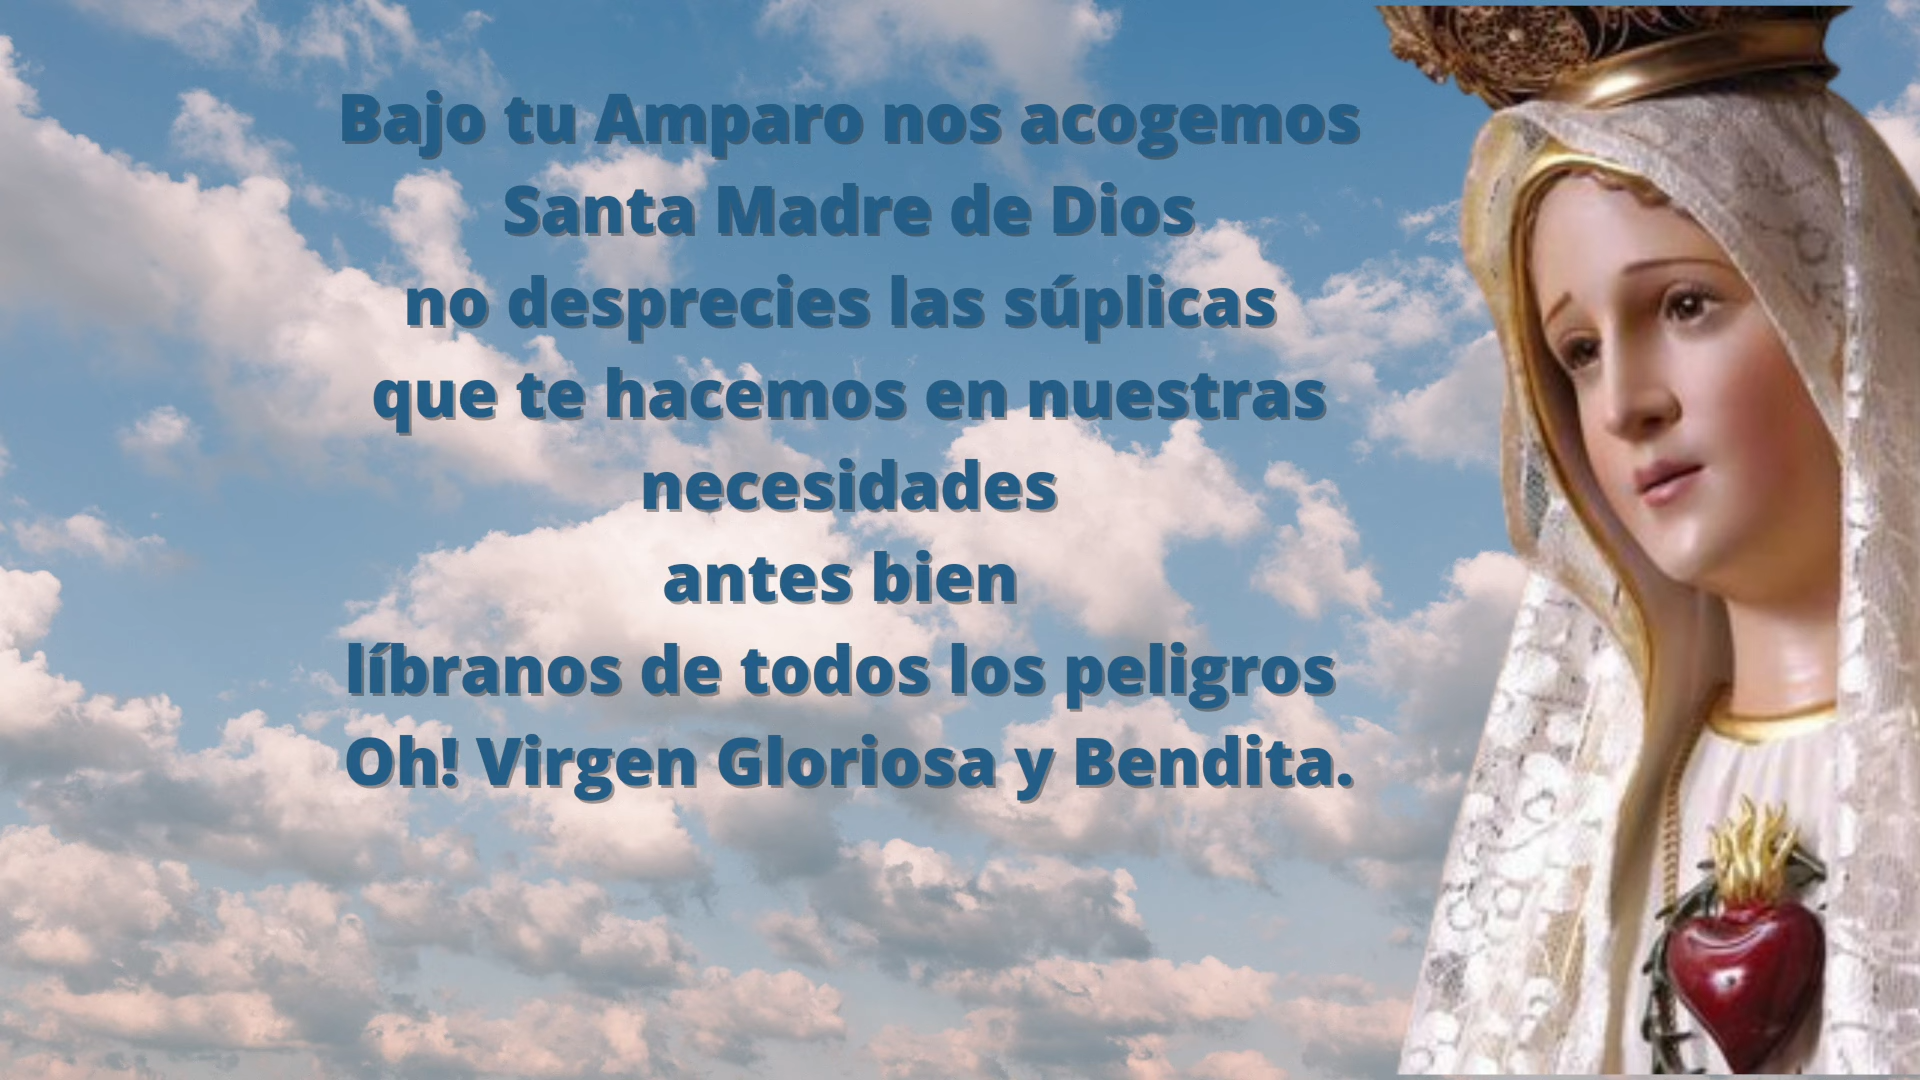 Bajo tu Amparo nos acogemos
Santa Madre de Dios
no desprecies las súplicas
que te hacemos en nuestras
necesidades
antes bien
líbranos de todos los peligros
Oh! Virgen Gloriosa y Bendita.